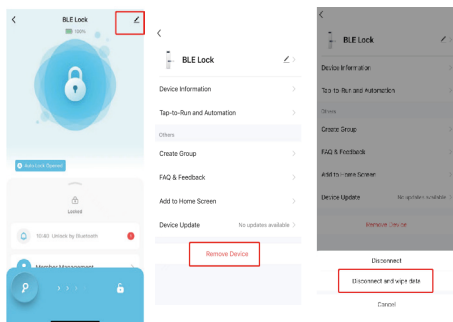 BLE Lock
100%
Auto Lock Opened
Locked
10:40 Unlock by Bluetooth
Member Management
BLE Lock
Device Information
Tap-to-Run and Automation
Others
Create Group
FAQ & Feedback
Add to Home Screen
Device Update No updates available
Remove Device
BLE Lock
Device Information
Tap-to-Run and Automation
Others
Create Group
FAQ & Feedback
Add to Home Screen
Device Update No updates available
Remove Device
Disconnect
Disconnect and wipe data
Cancel